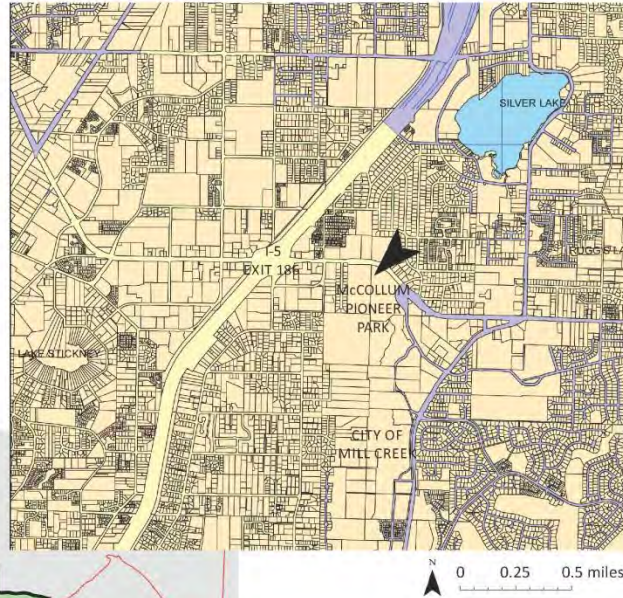 SILVER LAKE
I-5
EXIT 186
McCOLLUM
PIONEER
PARK
LAKE STICKNEY
CITY OF
MILL CREEK
N
0 0.25 0.5 miles